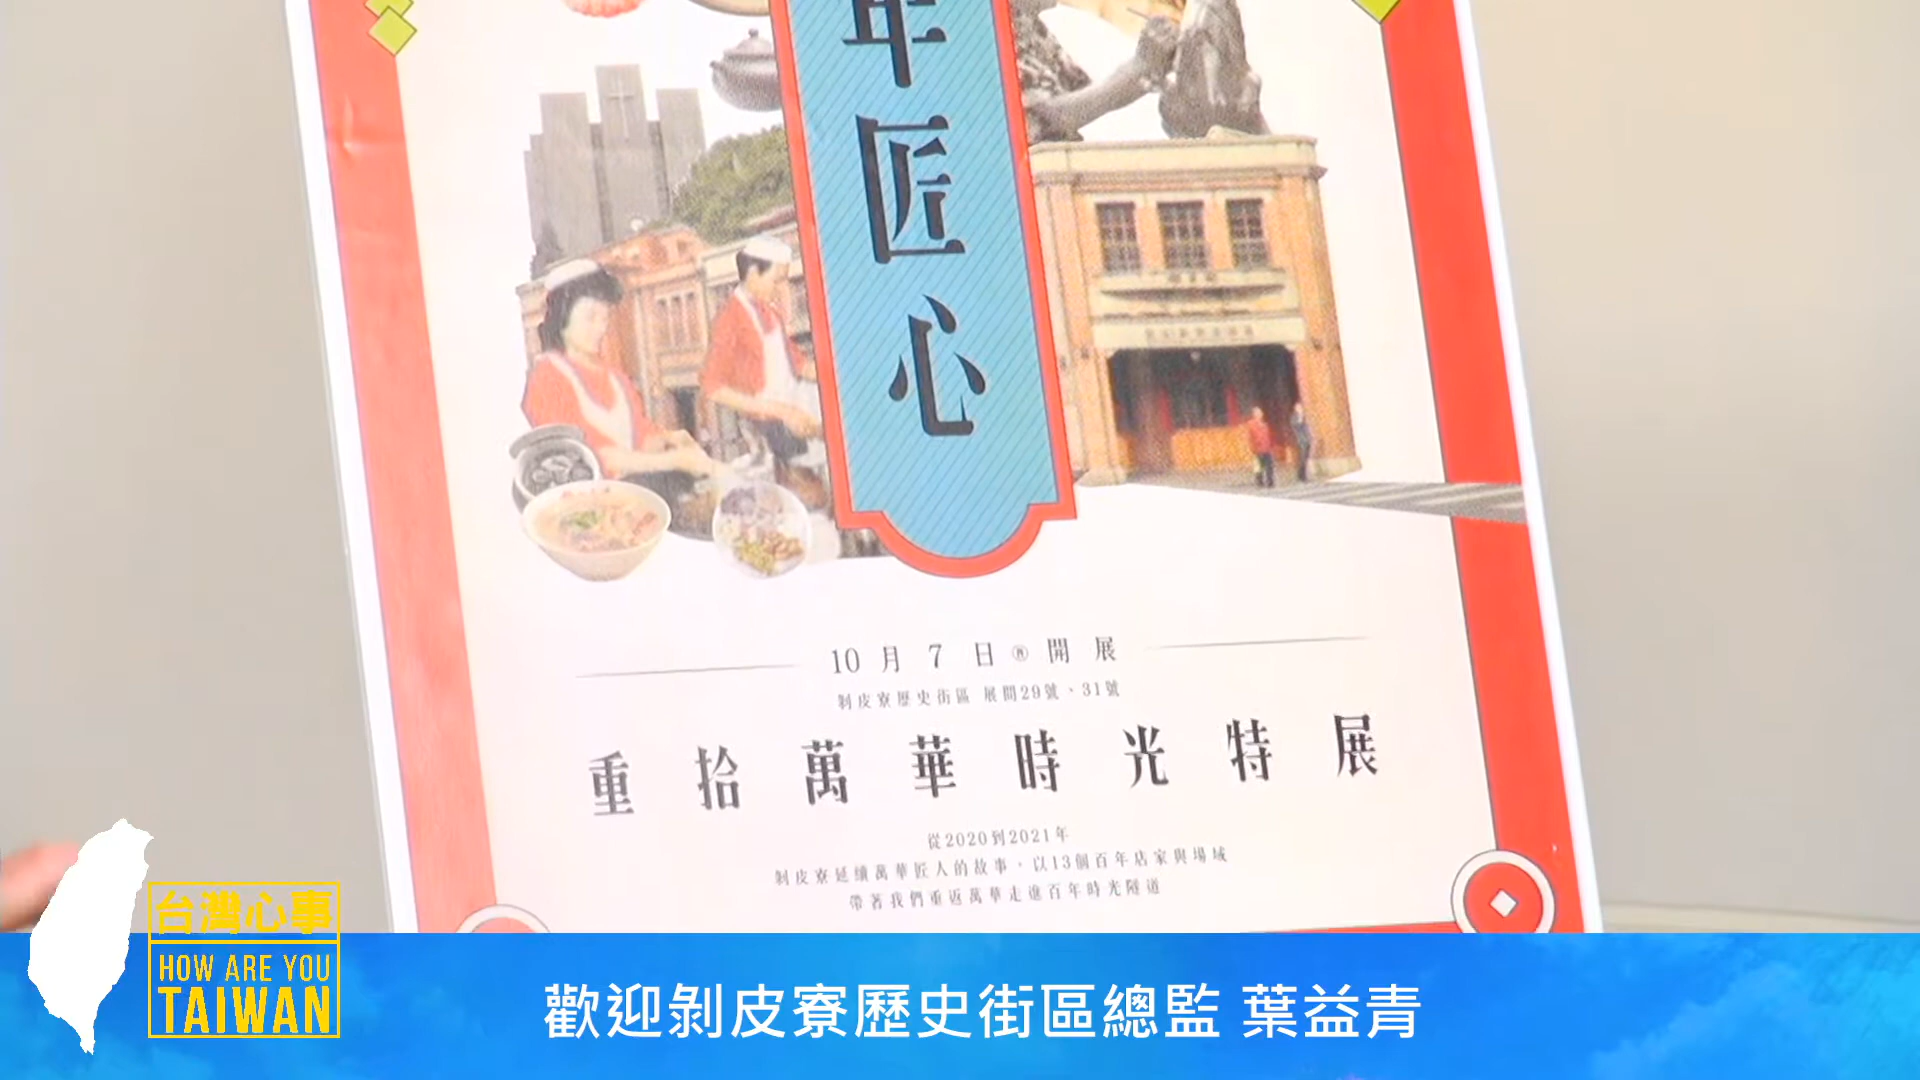 年匠心
10月7日㊃開展
剝皮寮歷史街區 展間29號、31號
重拾萬華時光特展
從2020到2021年
剝皮寮延續萬華匠人的故事，以13個百年店家與場域
帶著我們重返萬華走進百年時光隧道
台灣心事
HOW ARE YOU
TAIWAN
歡迎剝皮寮歷史街區總監 葉益青